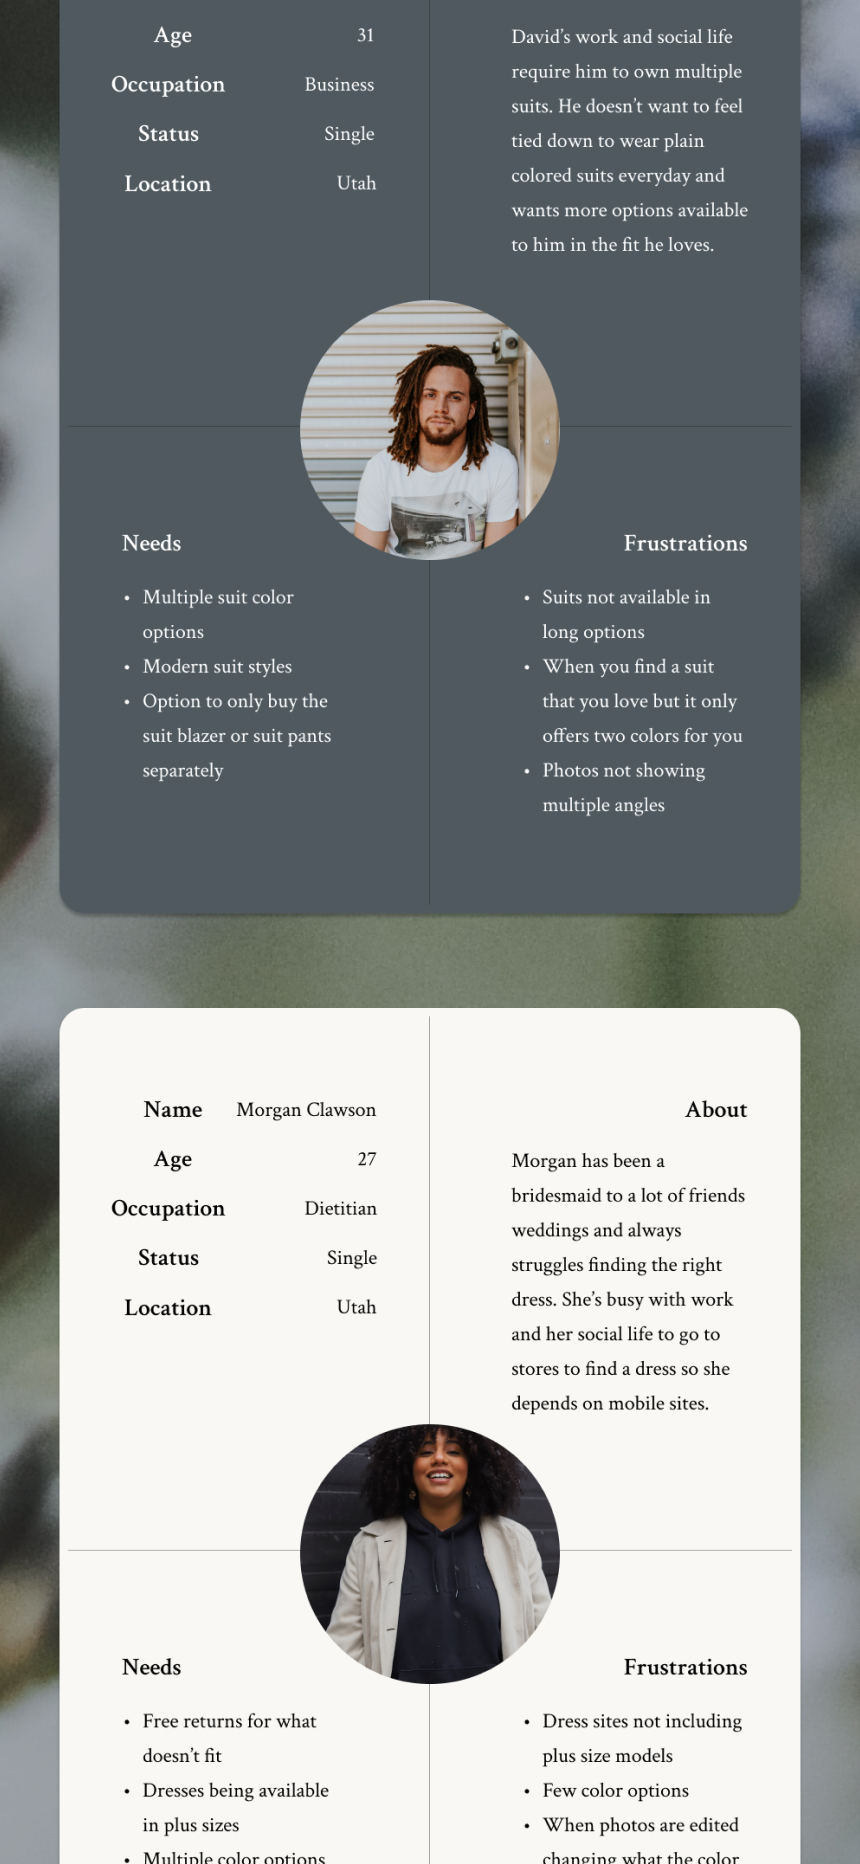 Age 31
Occupation Business
Status Single
Location Utah
David's work and social life
require him to own multiple
suits. He doesn't want to feel
tied down to wear plain
colored suits everyday and
wants more options available
to him in the fit he loves.
Needs
• Multiple suit color
options
• Modern suit styles
• Option to only buy the
suit blazer or suit pants
separately
Frustrations
• Suits not available in
long options
• When you find a suit
that you love but it only
offers two colors for you
• Photos not showing
multiple angles
Name Morgan Clawson
Age 27
Occupation Dietitian
Status Single
Location Utah
About
Morgan has been a
bridesmaid to a lot of friends
weddings and always
struggles finding the right
dress. She's busy with work
and her social life to go to
stores to find a dress so she
depends on mobile sites.
Needs
• Free returns for what
doesn't fit
• Dresses being available
in plus sizes
• Multiple color options
Frustrations
• Dress sites not including
plus size models
• Few color options
• When photos are edited
changing what the color